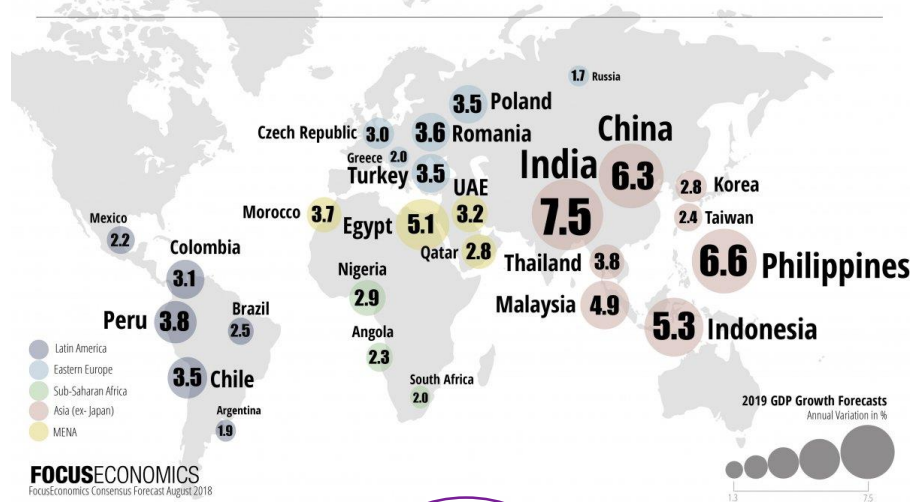 1.7 Russia
3.5 Poland
Czech Republic 3.0
3.6 Romania
China
6.3
Greece 2.0
India
7.5
Turkey 3.5
UAE
3.2
2.8 Korea
Morocco 3.7
Egypt 5.1
2.4 Taiwan
Mexico
2.2
Colombia
3.1
Qatar 2.8
Thailand 3.8
6.6 Philippines
Nigeria
2.9
Malaysia 4.9
Peru 3.8
Brazil
2.5
5.3 Indonesia
Angola
2.3
3.5 Chile
South Africa
2.0
Argentina
1.9
Latin America
Eastern Europe
Sub-Saharan Africa
Asia (ex- Japan)
MENA
2019 GDP Growth Forecasts
Annual Variation in %
1.3 7.5
FOCUSECONOMICS
FocusEconomics Consensus Forecast August 2018